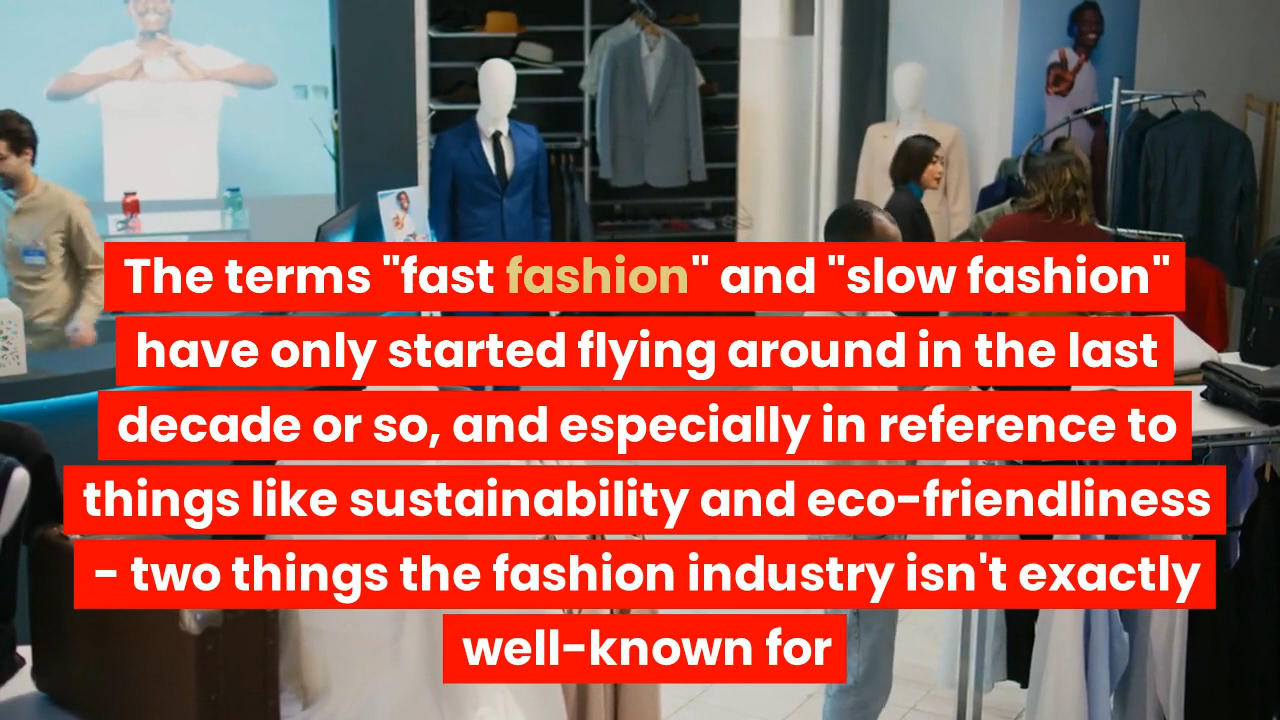 The terms "fast fashion" and "slow fashion"
have only started flying around in the last
decade or so, and especially in reference to
things like sustainability and eco-friendliness
- two things the fashion industry isn't exactly
well-known for